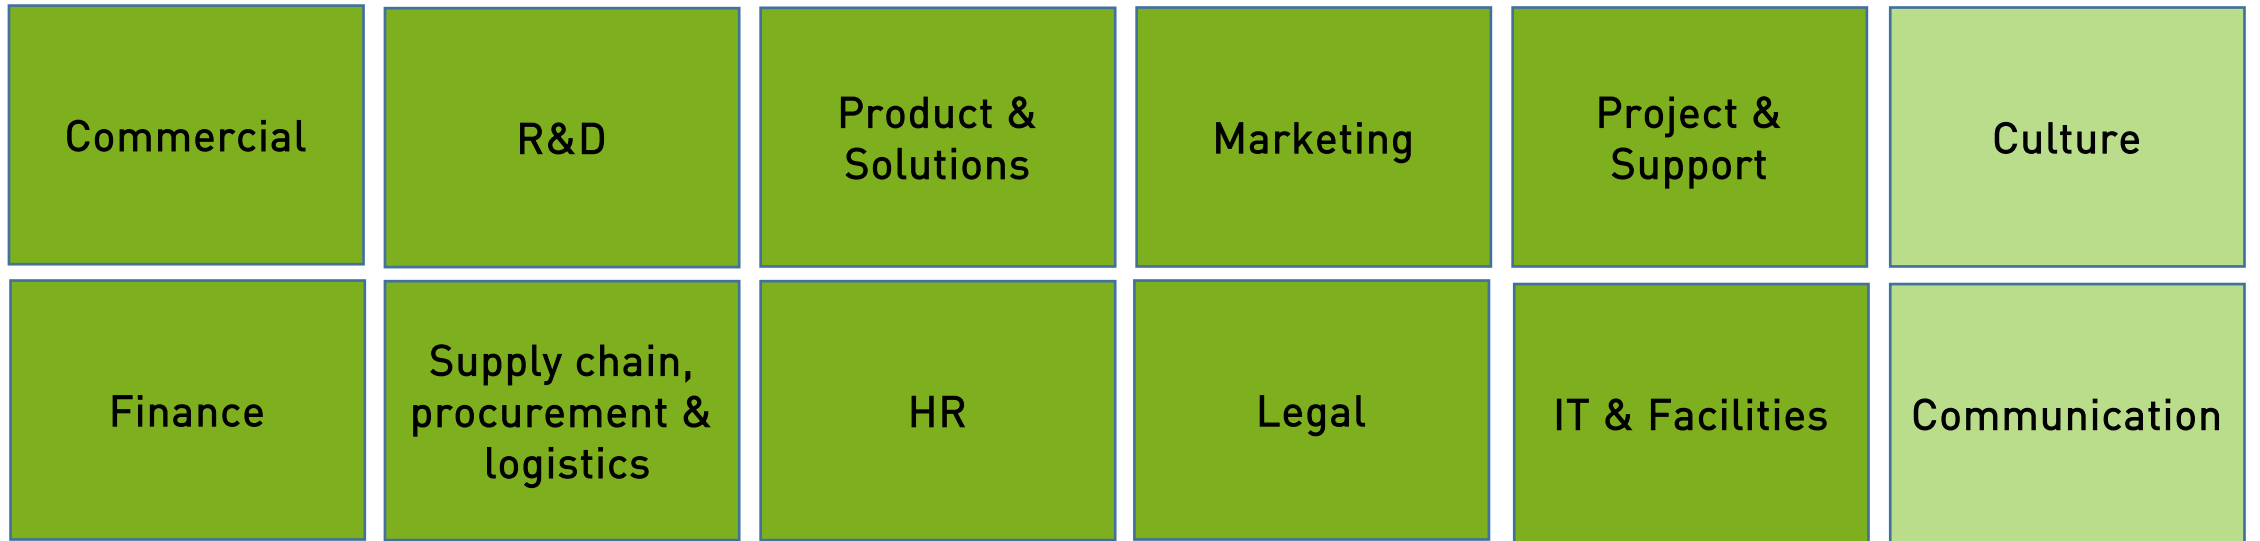 Commercial
R&D
Product &
Solutions
Marketing
Project &
Support
Culture
Finance
Supply chain,
procurement &
logistics
HR
Legal
IT & Facilities
Communication